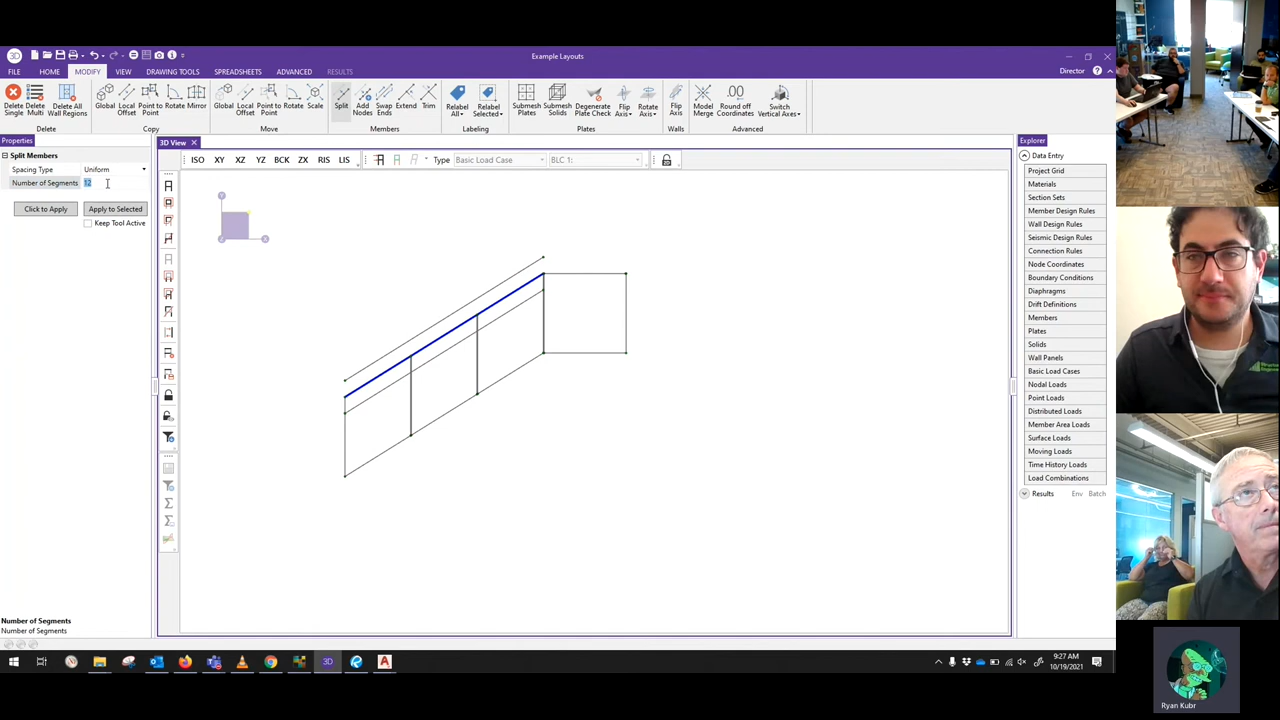 3D
Example Layouts
FILE HOME MODIFY VIEW DRAWING TOOLS SPREADSHEETS ADVANCED RESULTS Director
Delete Single Delete Multi Delete All Wall Regions Global Local Offset Point to Point Rotate Mirror Global Local Offset Point to Point Rotate Scale Split Add Nodes Swap Ends Extend Trim Relabel All Relabel Selected Submesh Plates Submesh Solids Degenerate Plate Check Flip Axis Rotate Axis Flip Axis Model Merge Round off Coordinates Switch Vertical Axes
Delete Copy Move Members Labeling Plates Walls Advanced
Properties
Split Members
Spacing Type Uniform
Number of Segments 12
Click to Apply Apply to Selected
Keep Tool Active
3D View
ISO XY XZ YZ BCK ZX RIS LIS Type Basic Load Case BLC 1:
Y
Z
X
Explorer
Data Entry
Project Grid
Materials
Section Sets
Member Design Rules
Wall Design Rules
Seismic Design Rules
Connection Rules
Node Coordinates
Boundary Conditions
Diaphragms
Drift Definitions
Members
Plates
Solids
Wall Panels
Basic Load Cases
Nodal Loads
Point Loads
Distributed Loads
Member Area Loads
Surface Loads
Moving Loads
Time History Loads
Load Combinations
Results Env Batch
Number of Segments
Number of Segments
3D
9:27 AM
10/19/2021
Ryan Kubr